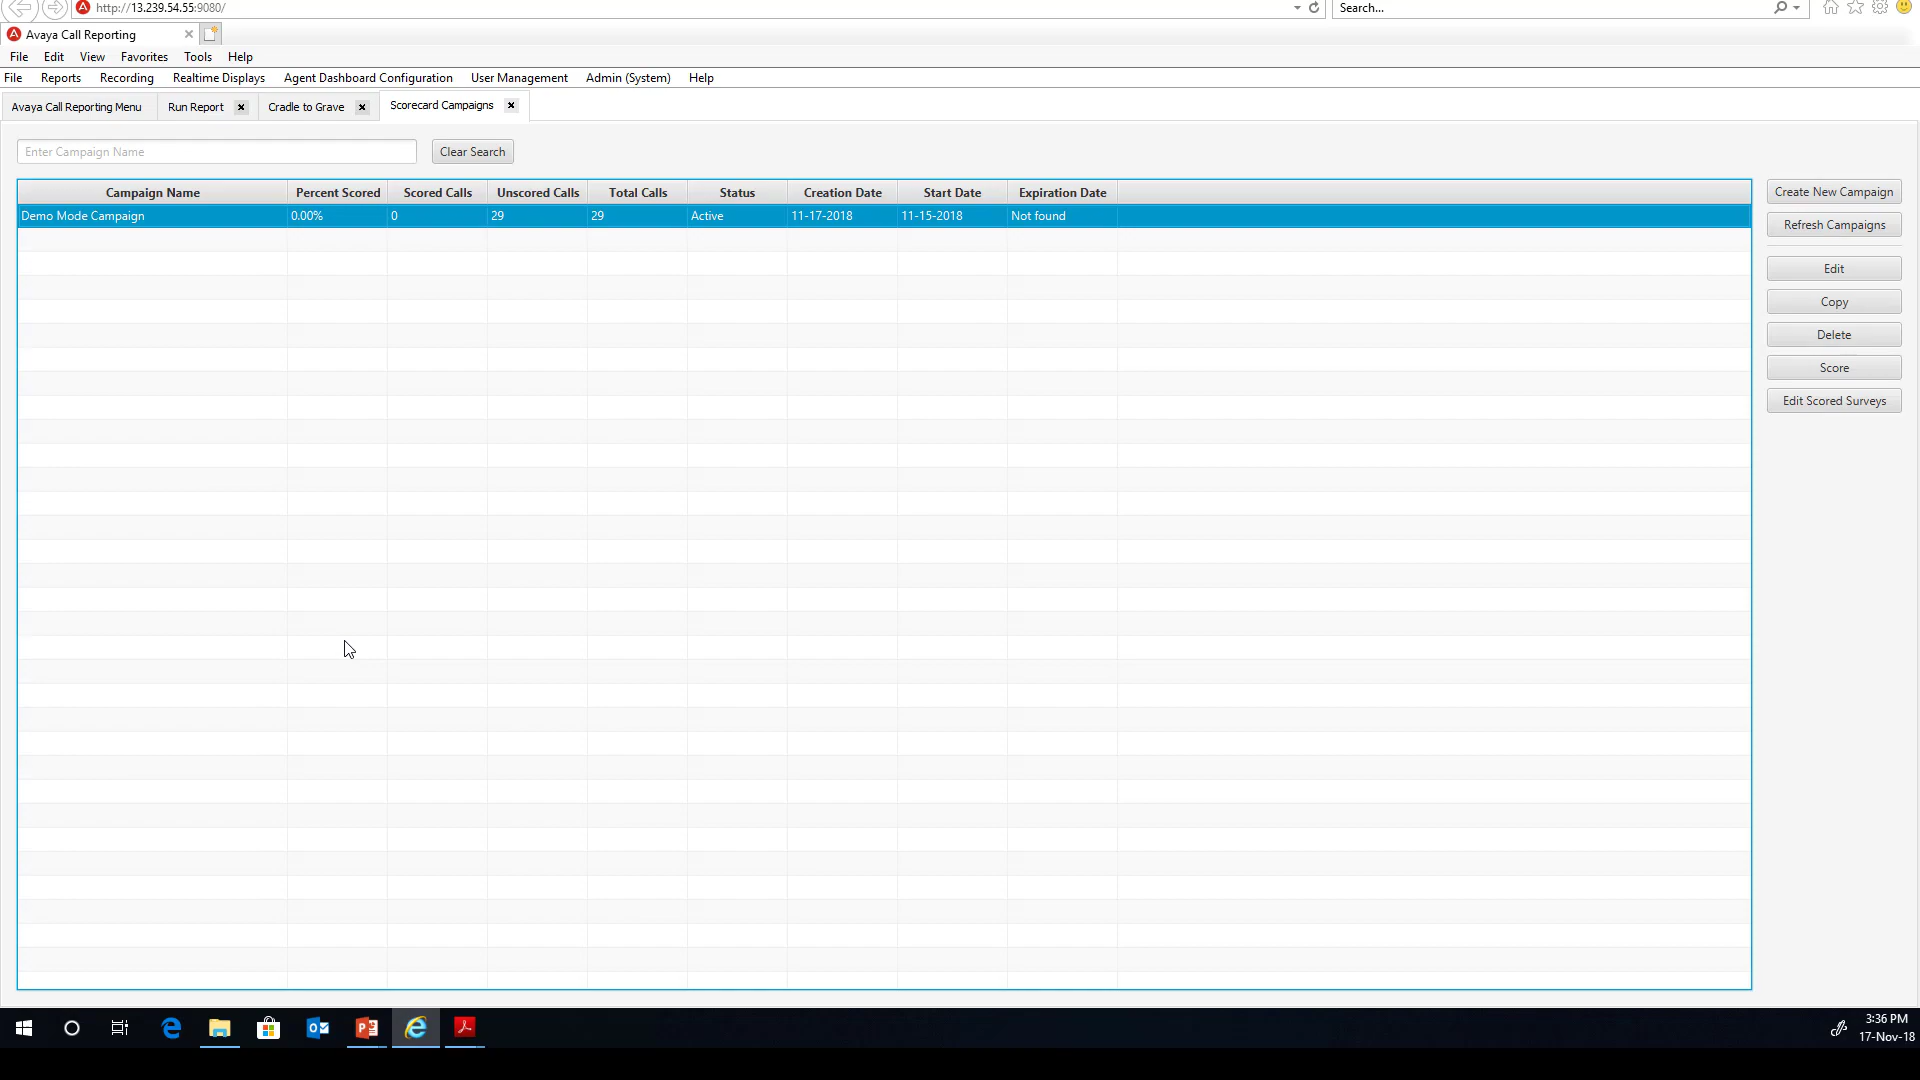 http://13.239.54.55:9080/
Search...
Avaya Call Reporting
File Edit View Favorites Tools Help
File Reports Recording Realtime Displays Agent Dashboard Configuration User Management Admin (System) Help
Avaya Call Reporting Menu Run Report Cradle to Grave Scorecard Campaigns
Enter Campaign Name Clear Search
Campaign Name Percent Scored Scored Calls Unscored Calls Total Calls Status Creation Date Start Date Expiration Date
Demo Mode Campaign 0.00% 0 29 29 Active 11-17-2018 11-15-2018 Not found
Create New Campaign
Refresh Campaigns
Edit
Copy
Delete
Score
Edit Scored Surveys
3:36 PM
17-Nov-18